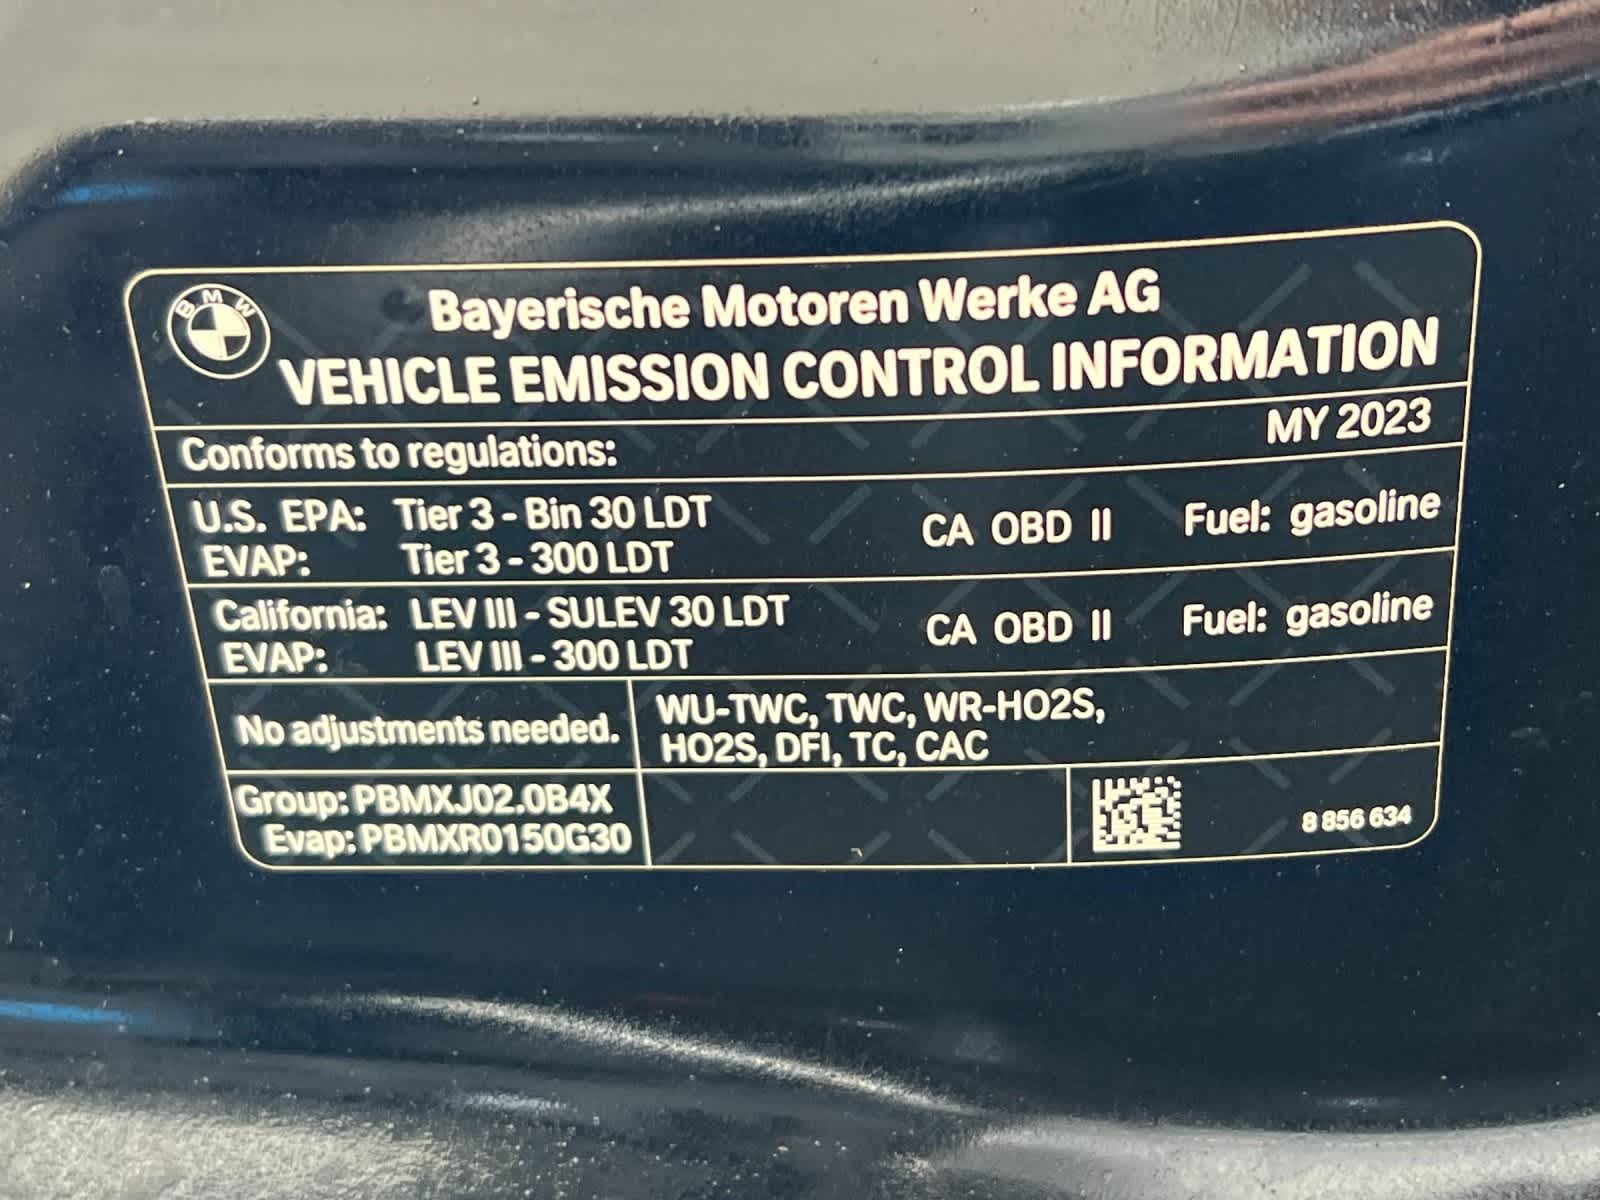 BMW
Bayerische Motoren Werke AG
VEHICLE EMISSION CONTROL INFORMATION
MY 2023
Conforms to regulations:
U.S. EPA: Tier 3 - Bin 30 LDT CA OBD II Fuel: gasoline
EVAP: Tier 3 - 300 LDT
California: LEV III - SULEV 30 LDT CA OBD II Fuel: gasoline
EVAP: LEV III - 300 LDT
No adjustments needed.
WU-TWC, TWC, WR-HO2S,
HO2S, DFI, TC, CAC
Group: PBMXJ02.0B4X
Evap: PBMXR0150G30
8 856 634